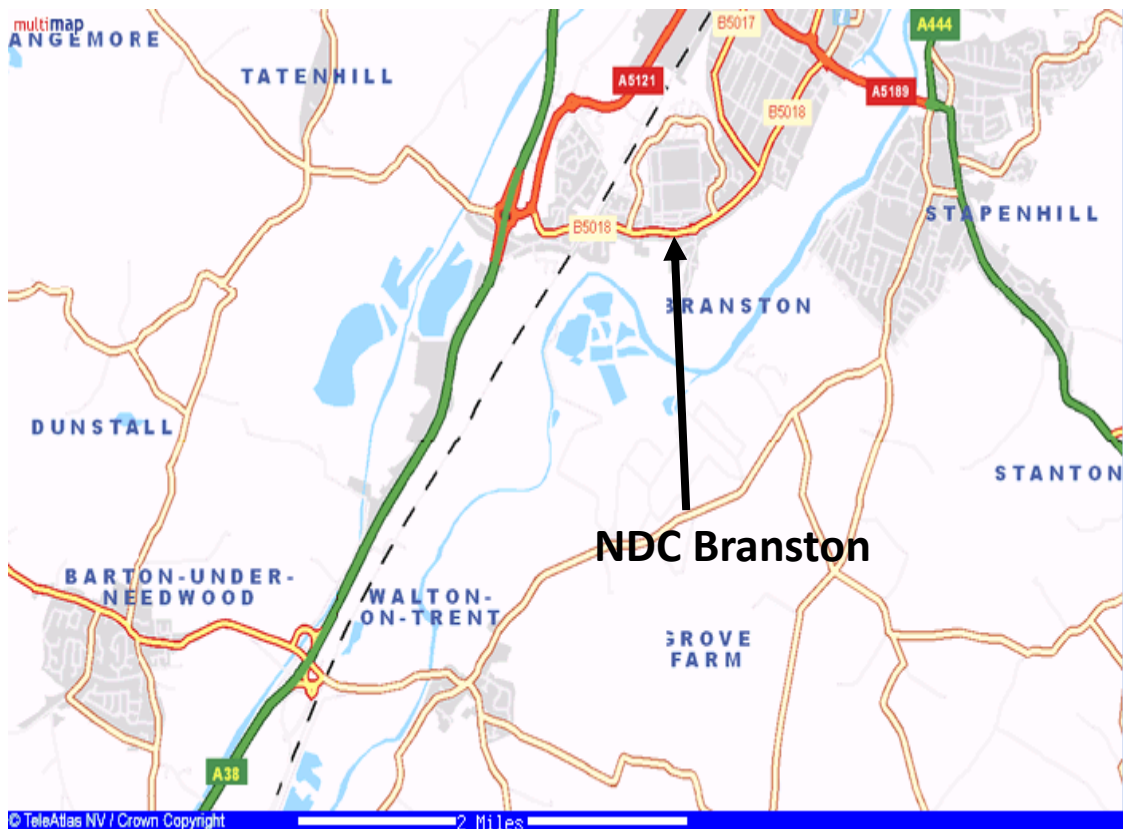 multimap
ANGEMORE
TATENHILL
A5121
B5017
A444
A5189
B5018
STAPENHILL
B5018
BRANSTON
DUNSTALL
STANTON
NDC Branston
BARTON-UNDER-
NEEDWOOD
WALTON-
ON-TRENT
GROVE
FARM
A38
© TeleAtlas NV / Crown Copyright
2 Miles